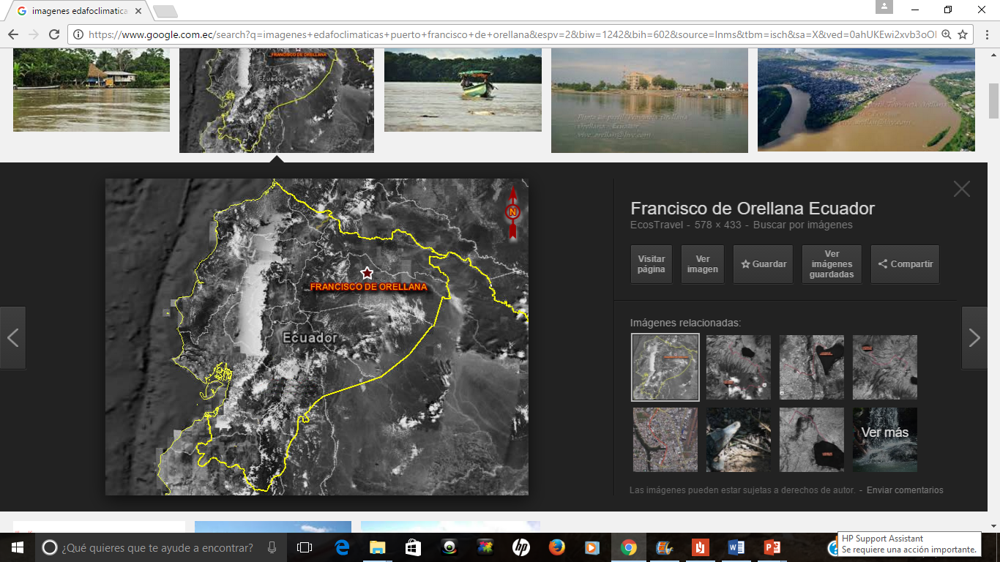 imagenes edafoclimatica
https://www.google.com.ec/search?q=imagenes+edafoclimaticas+puerto+francisco+de+orellana&espv=2&biw=1242&bih=602&source=lnms&tbm=isch&sa=X&ved=0ahUKEwi2xvb3oOl
FRANCISCO DE ORELLANA
Ecuador
N
FRANCISCO DE ORELLANA
Ecuador
Francisco de Orellana Ecuador
EcosTravel - 578 × 433 - Buscar por imágenes
Visitar página
Ver imagen
Guardar
Ver imágenes guardadas
Compartir
Imágenes relacionadas:
Ver más
Las imágenes pueden estar sujetas a derechos de autor. - Enviar comentarios
¿Qué quieres que te ayude a encontrar?
HP Support Assistant
Se requiere una acción importante.